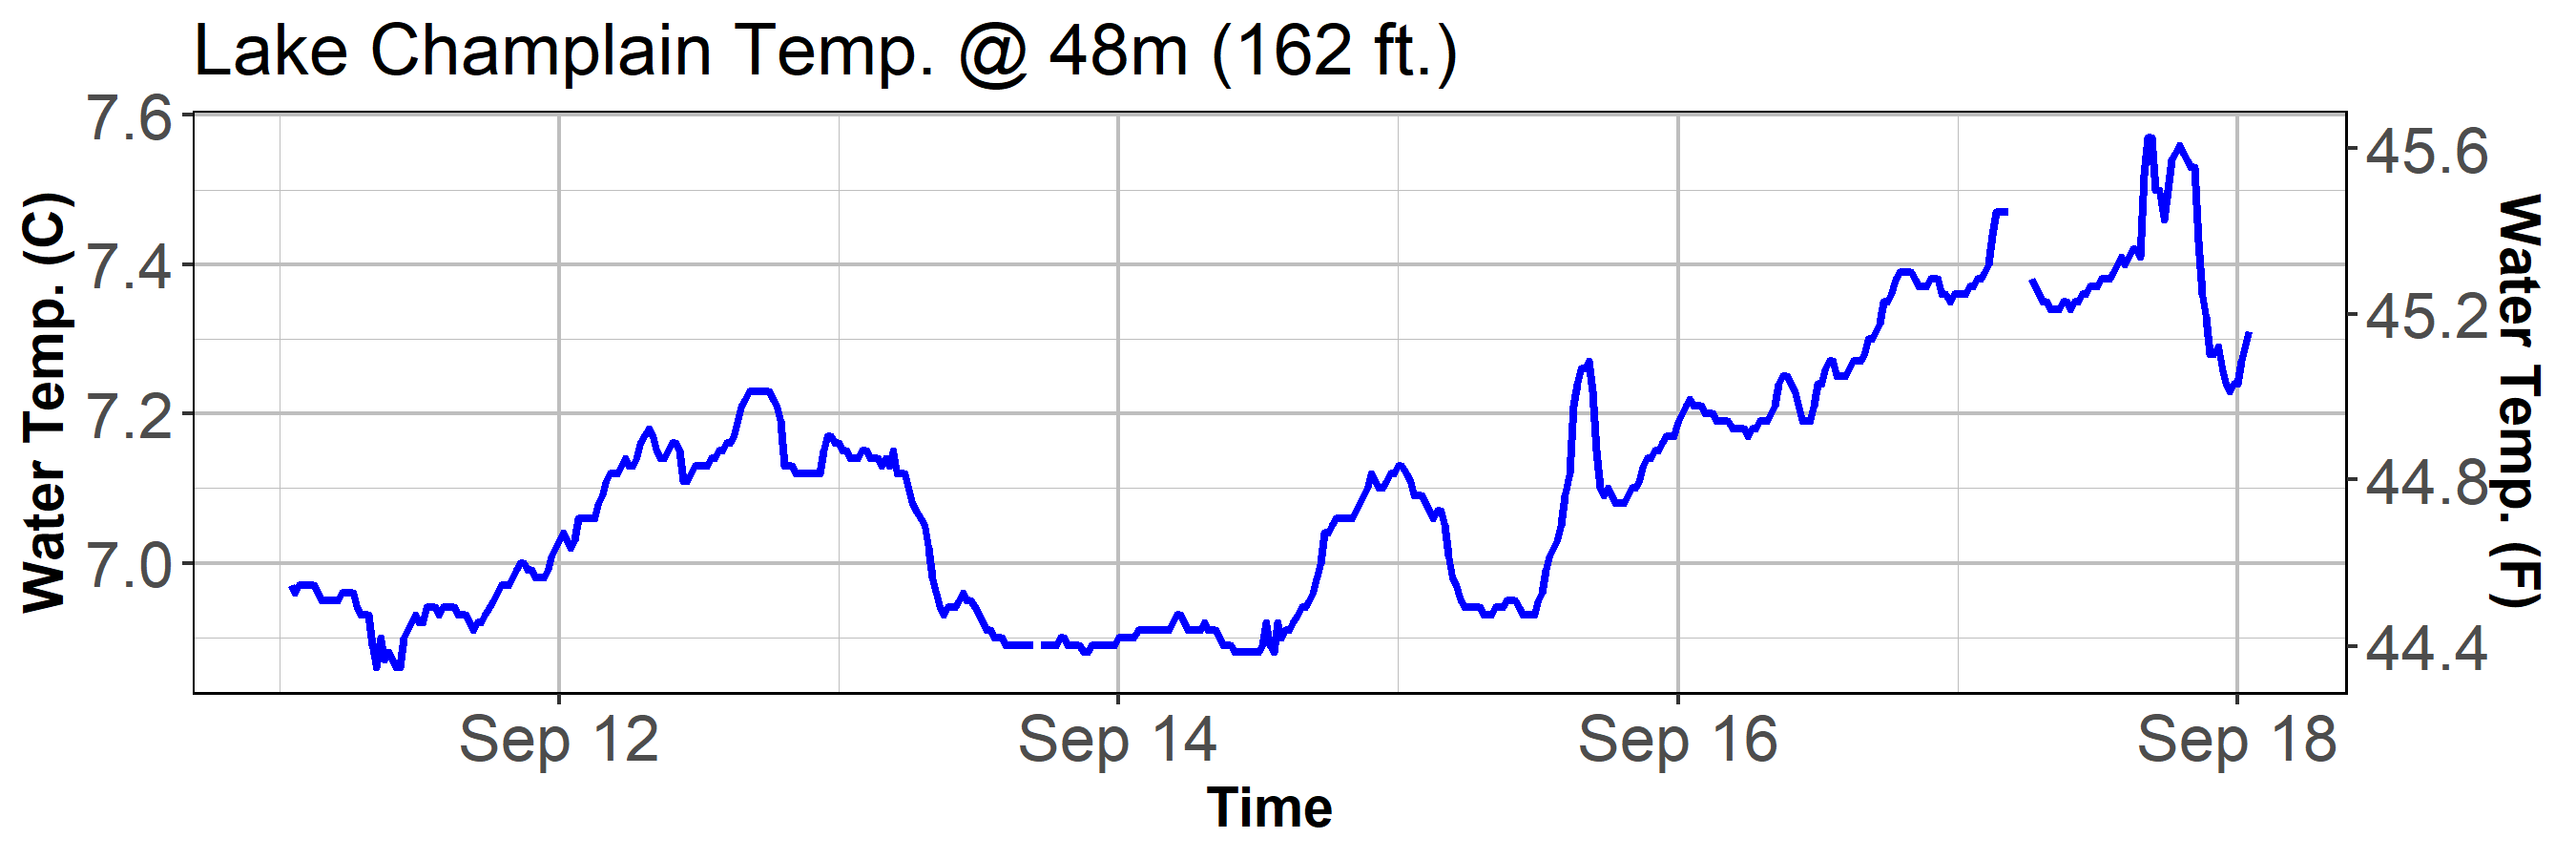 Lake Champlain Temp. @ 48m (162 ft.)
7.6
7.4
7.2
7.0
Water Temp. (C)
45.6
45.2
44.8
44.4
Water Temp. (F)
Sep 12 Sep 14 Sep 16 Sep 18
Time